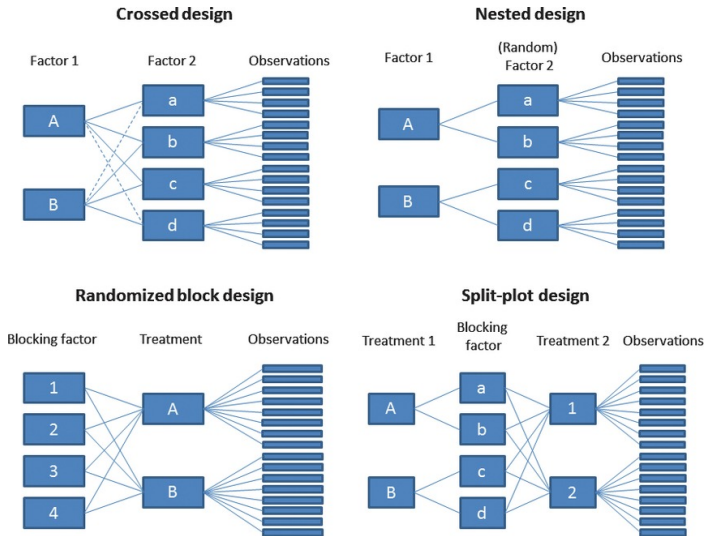 Crossed design
Factor 1
Factor 2
Observations
A
B
a
b
c
d
Nested design
Factor 1
(Random)
Factor 2
Observations
A
B
a
b
c
d
Randomized block design
Blocking factor
Treatment
Observations
1
2
3
4
A
B
Split-plot design
Treatment 1
Blocking
factor
Treatment 2
Observations
A
B
a
b
c
d
1
2